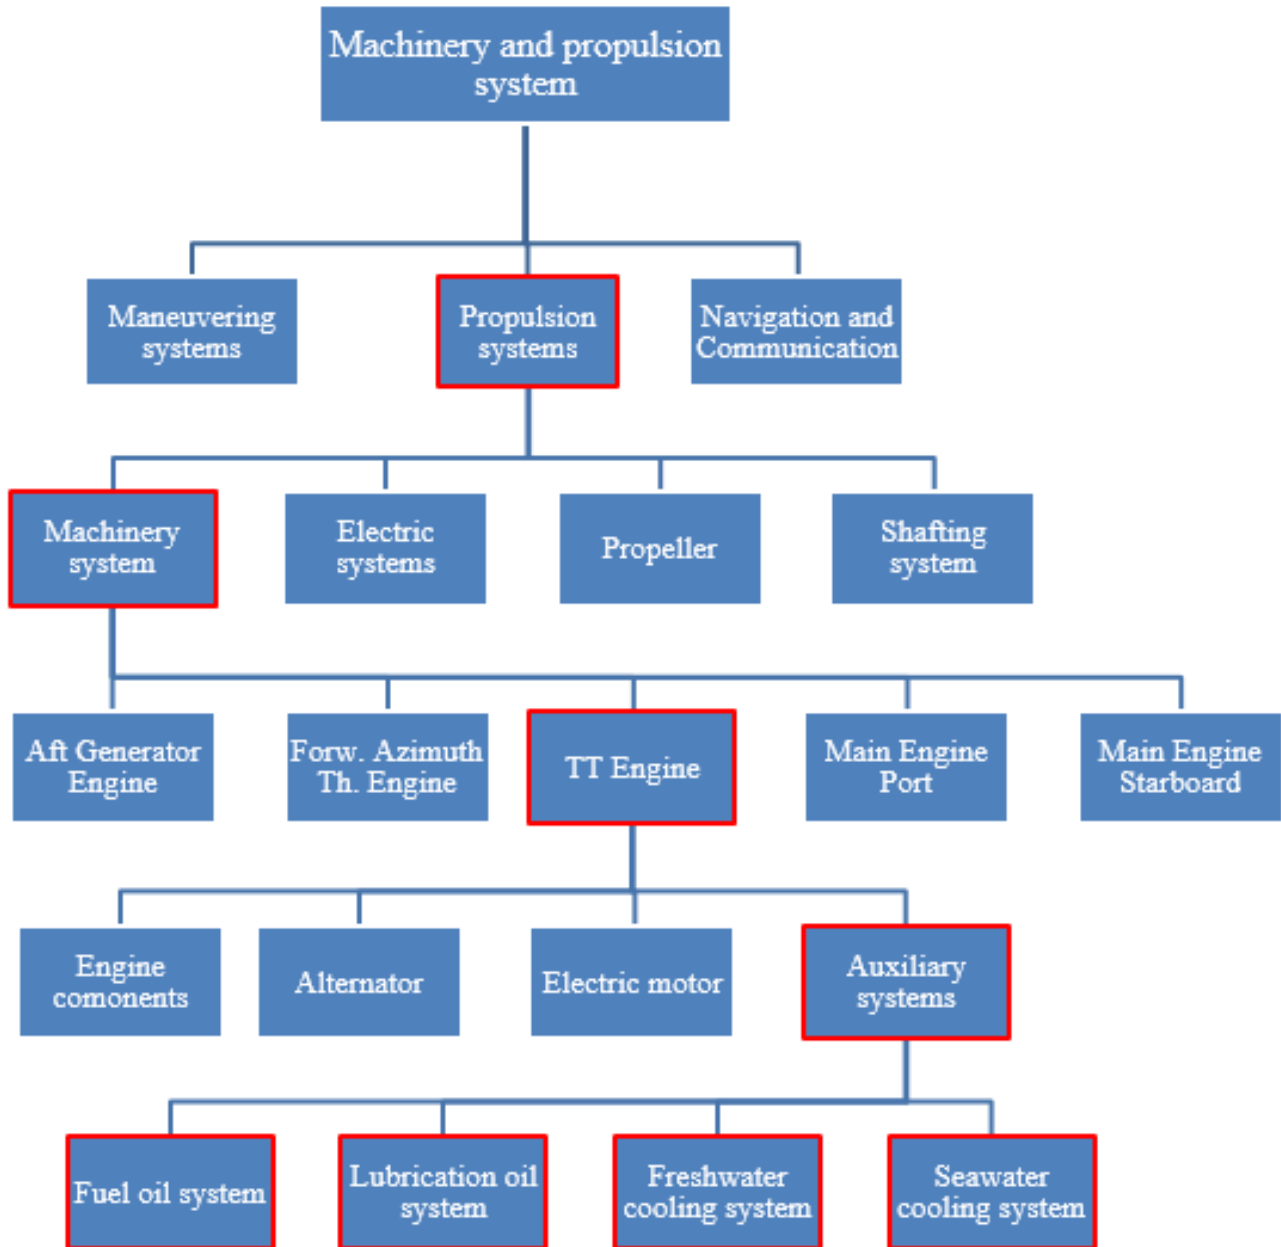 Machinery and propulsion
system
Maneuvering
systems
Propulsion
systems
Navigation and
Communication
Machinery
system
Electric
systems
Propeller
Shafting
system
Aft Generator
Engine
Forw. Azimuth
Th. Engine
TT Engine
Main Engine
Port
Main Engine
Starboard
Engine
comonents
Alternator
Electric motor
Auxiliary
systems
Fuel oil system
Lubrication oil
system
Freshwater
cooling system
Seawater
cooling system